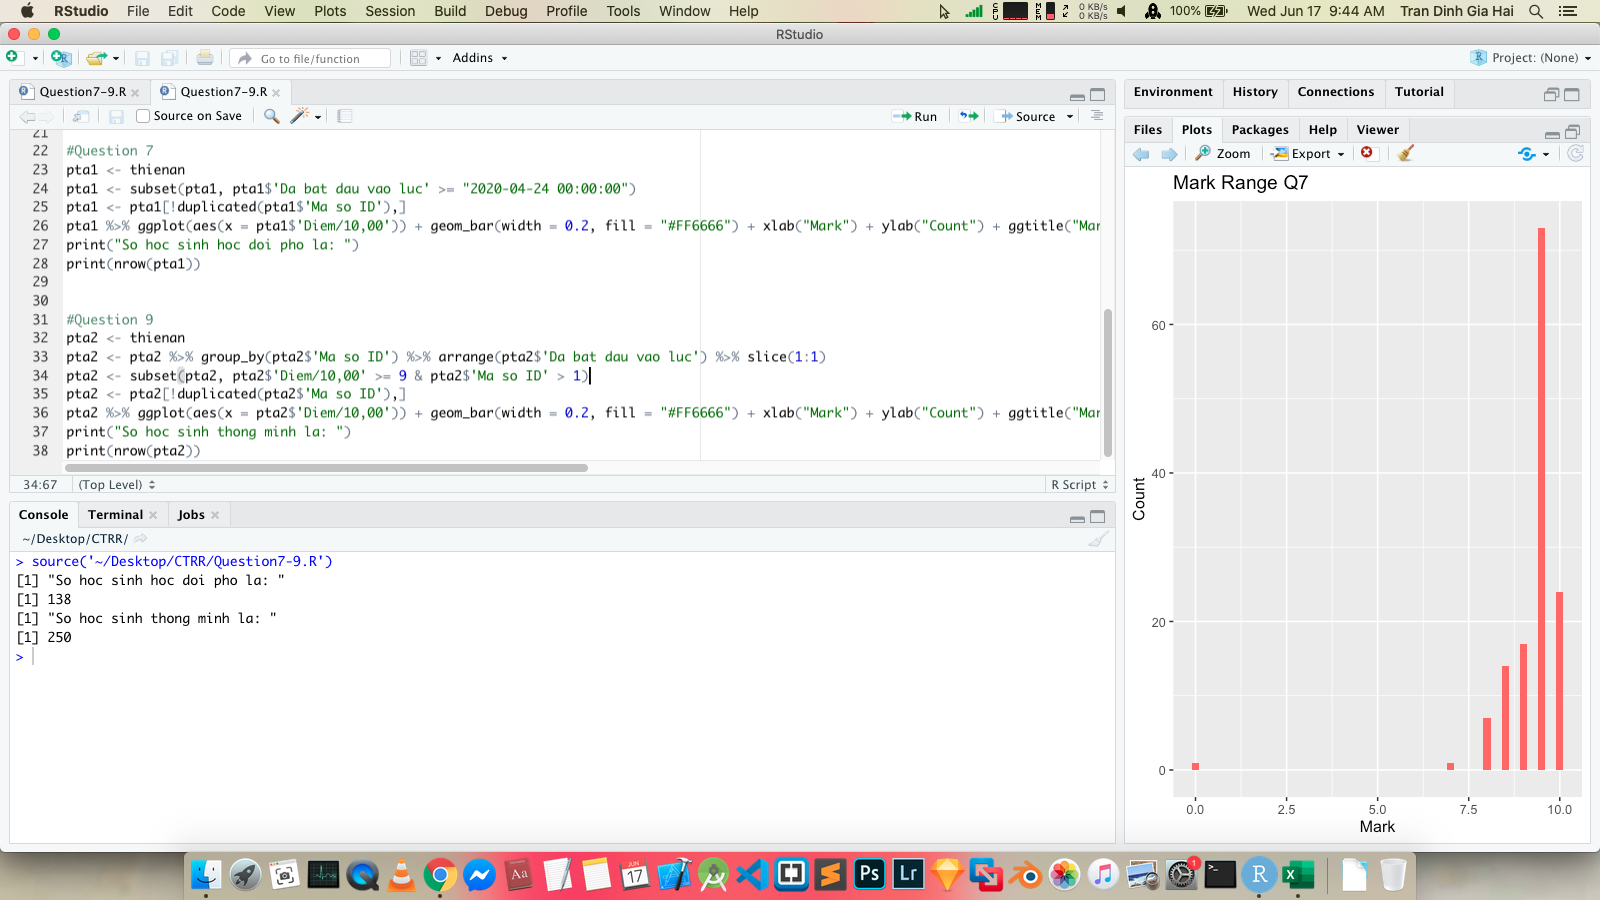 RStudio File Edit Code View Plots Session Build Debug Profile Tools Window Help
0 KB/s
0 KB/s
100% Wed Jun 17 9:44 AM Tran Dinh Gia Hai
RStudio
Go to file/function Addins Project: (None)
Question7-9.R Question7-9.R
Source on Save Run Source
21
22 #Question 7
23 pta1 <- thienan
24 pta1 <- subset(pta1, pta1$'Da bat dau vao luc' >= "2020-04-24 00:00:00")
25 pta1 <- pta1[!duplicated(pta1$'Ma so ID'),]
26 pta1 %>% ggplot(aes(x = pta1$'Diem/10,00')) + geom_bar(width = 0.2, fill = "#FF6666") + xlab("Mark") + ylab("Count") + ggtitle("Mar
27 print("So hoc sinh hoc doi pho la: ")
28 print(nrow(pta1))
29
30
31 #Question 9
32 pta2 <- thienan
33 pta2 <- pta2 %>% group_by(pta2$'Ma so ID') %>% arrange(pta2$'Da bat dau vao luc') %>% slice(1:1)
34 pta2 <- subset(pta2, pta2$'Diem/10,00' >= 9 & pta2$'Ma so ID' > 1)
35 pta2 <- pta2[!duplicated(pta2$'Ma so ID'),]
36 pta2 %>% ggplot(aes(x = pta2$'Diem/10,00')) + geom_bar(width = 0.2, fill = "#FF6666") + xlab("Mark") + ylab("Count") + ggtitle("Mar
37 print("So hoc sinh thong minh la: ")
38 print(nrow(pta2))
34:67 (Top Level) R Script
Console Terminal Jobs
~/Desktop/CTRR/
> source('~/Desktop/CTRR/Question7-9.R')
[1] "So hoc sinh hoc doi pho la: "
[1] 138
[1] "So hoc sinh thong minh la: "
[1] 250
>
Environment History Connections Tutorial
Files Plots Packages Help Viewer
Zoom Export
Mark Range Q7
60
40
20
0
Count
0.0 2.5 5.0 7.5 10.0
Mark
Aa
JUN
17
Ps
Lr
1
R
X